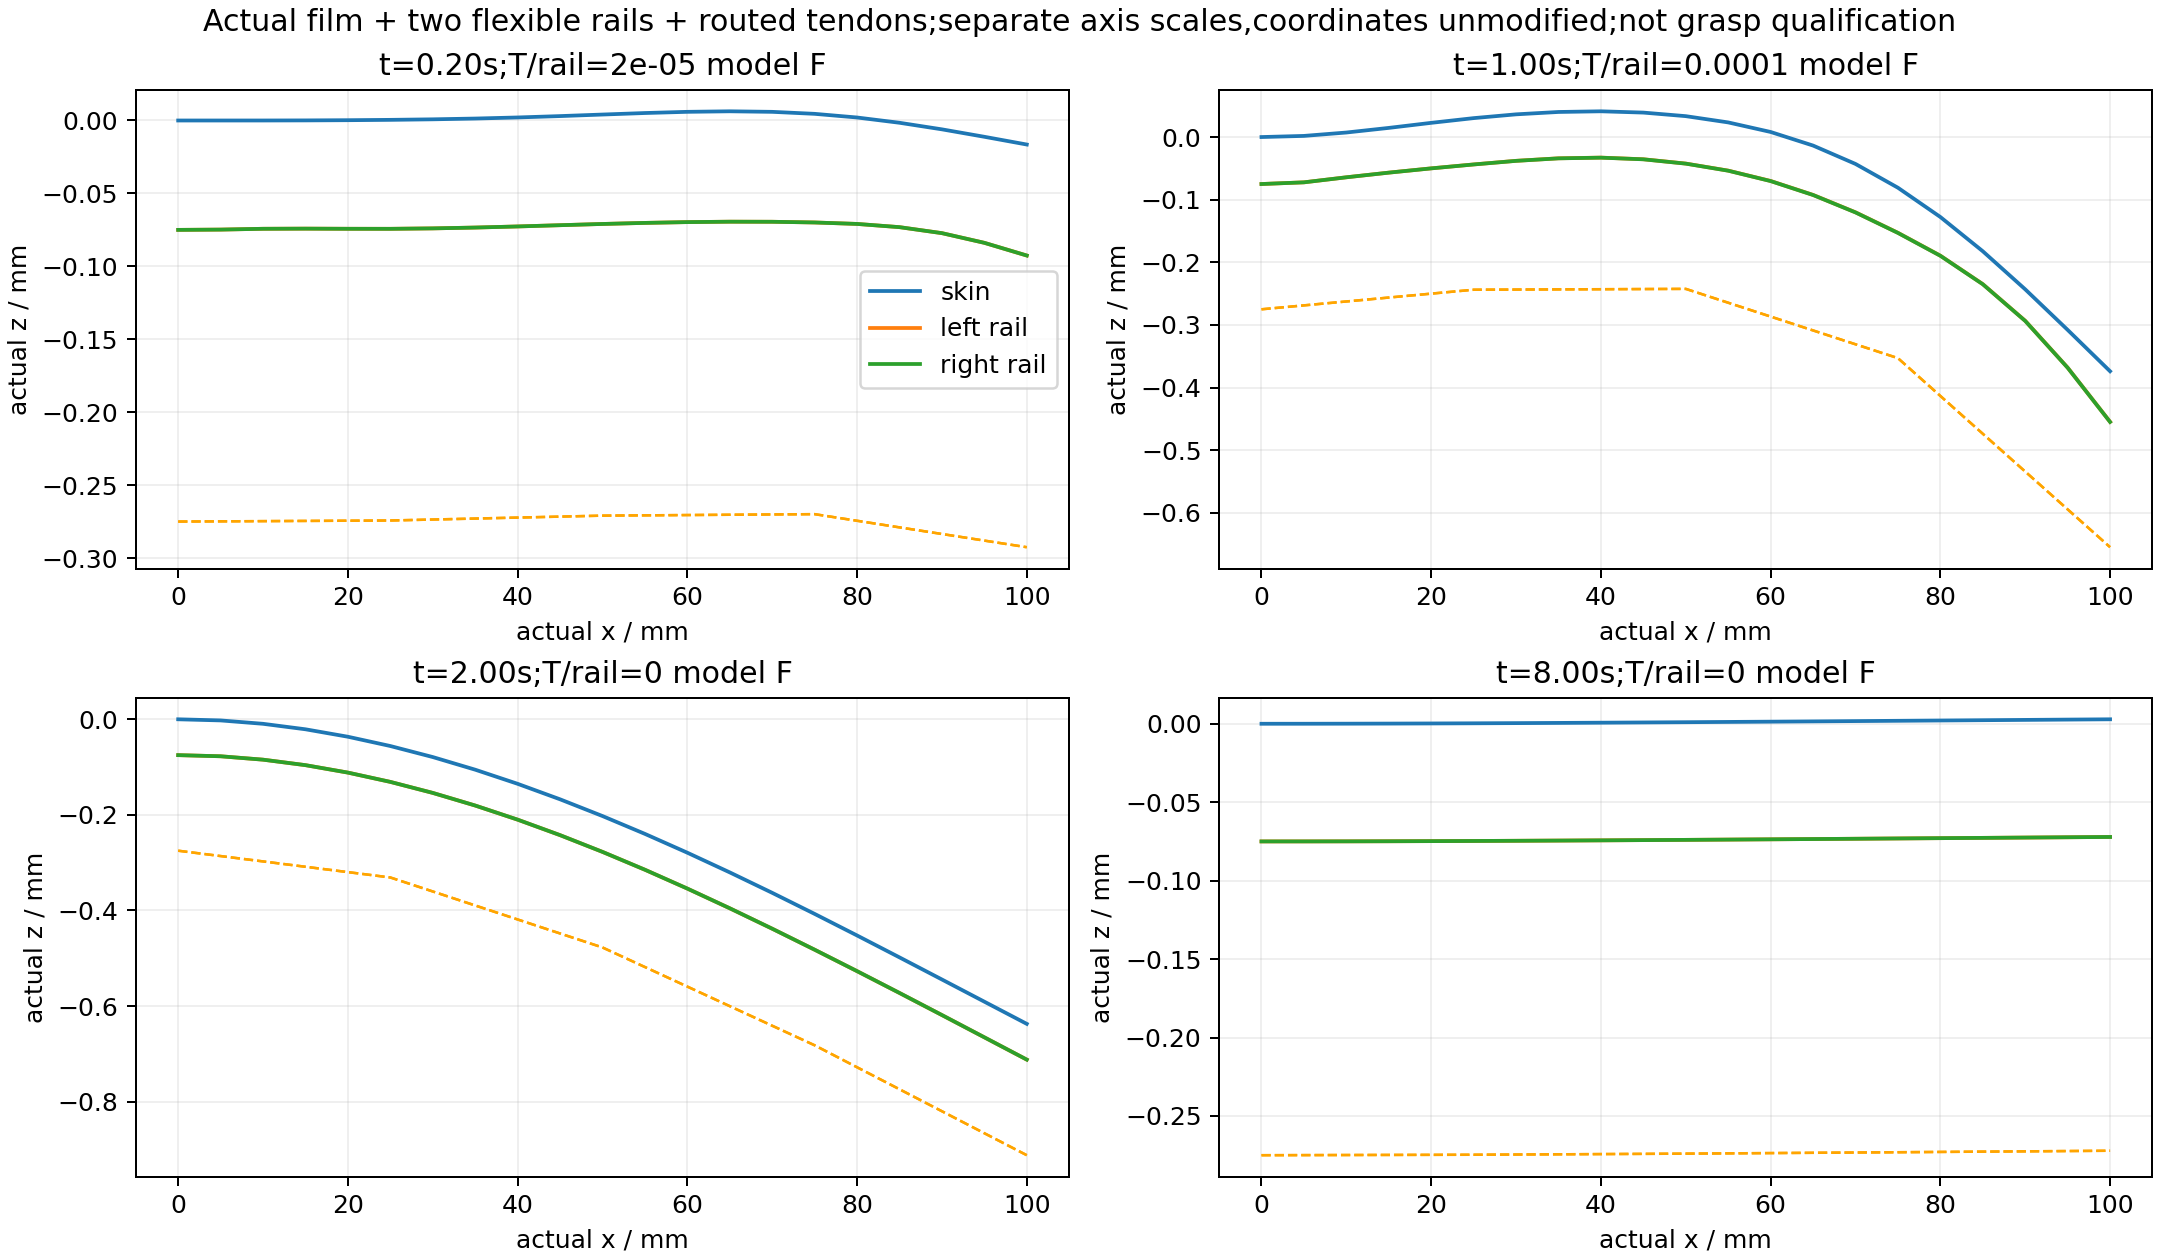 Actual film + two flexible rails + routed tendons;separate axis scales,coordinates unmodified;not grasp qualification
t=0.20s;T/rail=2e-05 model F
actual z / mm
0.00
−0.05
−0.10
−0.15
−0.20
−0.25
−0.30
skin
left rail
right rail
0 20 40 60 80 100
actual x / mm
t=1.00s;T/rail=0.0001 model F
actual z / mm
0.0
−0.1
−0.2
−0.3
−0.4
−0.5
−0.6
0 20 40 60 80 100
actual x / mm
t=2.00s;T/rail=0 model F
actual z / mm
0.0
−0.2
−0.4
−0.6
−0.8
0 20 40 60 80 100
actual x / mm
t=8.00s;T/rail=0 model F
actual z / mm
0.00
−0.05
−0.10
−0.15
−0.20
−0.25
0 20 40 60 80 100
actual x / mm